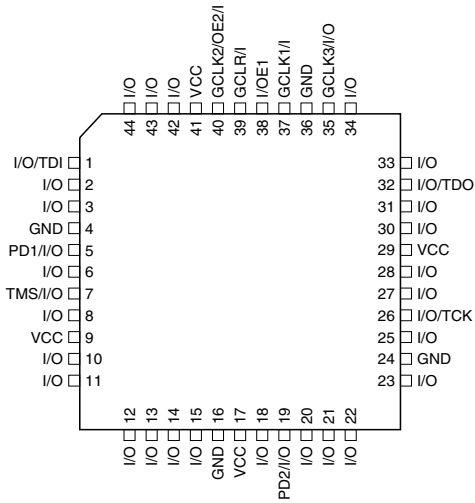 I/O
I/O
I/O
VCC
GCLK2/OE2/I
GCLR/I
I/OE1
GCLK1/I
GND
GCLK3/I/O
I/O
44
43
42
41
40
39
38
37
36
35
34
I/O/TDI 1
I/O 2
I/O 3
GND 4
PD1/I/O 5
I/O 6
TMS/I/O 7
I/O 8
VCC 9
I/O 10
I/O 11
33 I/O
32 I/O/TDO
31 I/O
30 I/O
29 VCC
28 I/O
27 I/O
26 I/O/TCK
25 I/O
24 GND
23 I/O
12
13
14
15
16
17
18
19
20
21
22
I/O
I/O
I/O
I/O
GND
VCC
I/O
PD2/I/O
I/O
I/O
I/O